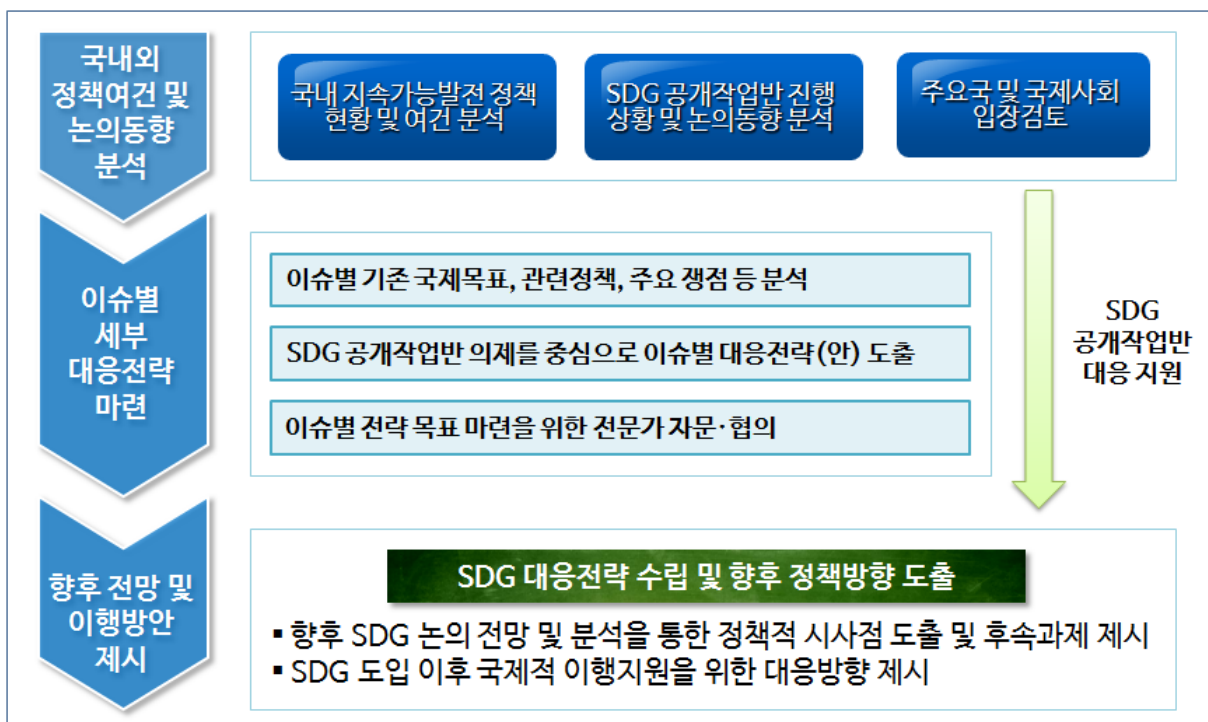 국내외
정책여건 및
논의동향
분석
국내 지속가능발전 정책
현황 및 여건 분석
SDG 공개작업반 진행
상황 및 논의동향 분석
주요국 및 국제사회
입장검토
이슈별
세부
대응전략
마련
이슈별 기존 국제목표, 관련정책, 주요 쟁점 등 분석
SDG 공개작업반 의제를 중심으로 이슈별 대응전략(안) 도출
이슈별 전략 목표 마련을 위한 전문가 자문·협의
SDG
공개작업반
대응 지원
향후 전망 및
이행방안
제시
SDG 대응전략 수립 및 향후 정책방향 도출
▪ 향후 SDG 논의 전망 및 분석을 통한 정책적 시사점 도출 및 후속과제 제시
▪ SDG 도입 이후 국제적 이행지원을 위한 대응방향 제시